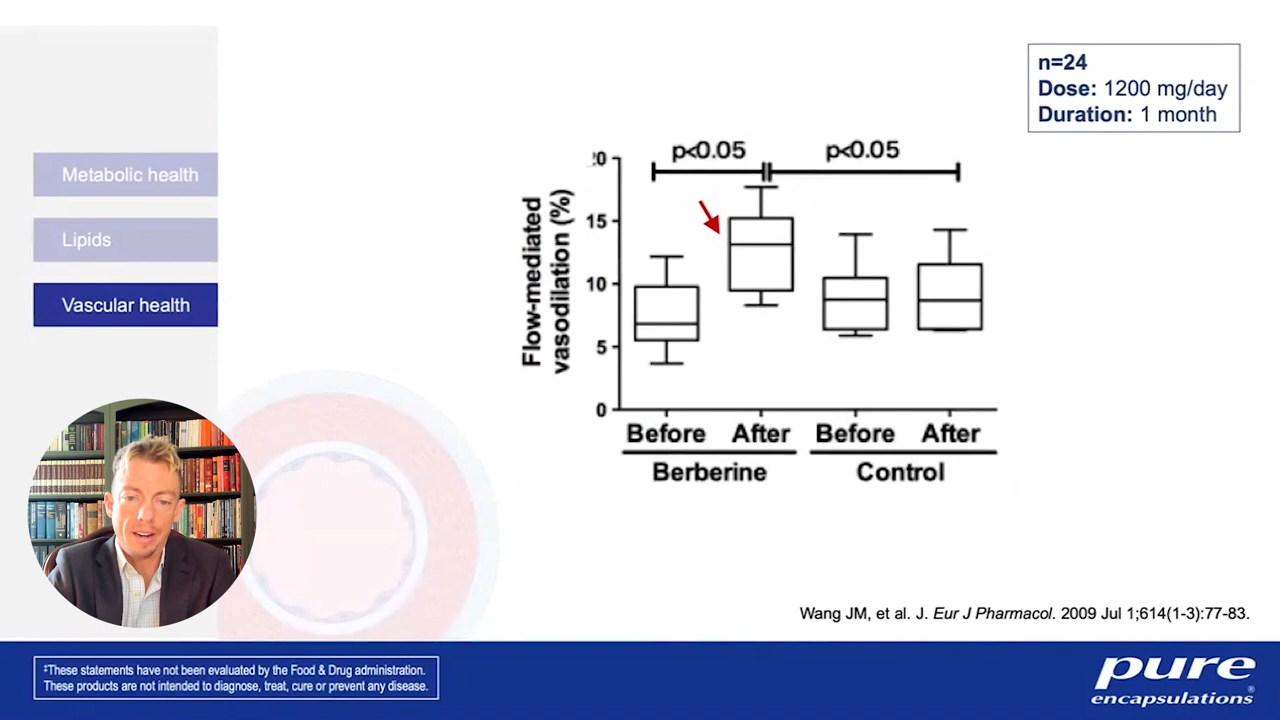 n=24
Dose: 1200 mg/day
Duration: 1 month
Metabolic health
Lipids
Vascular health
p<0.05
p<0.05
Flow-mediated
vasodilation (%)
20
15
10
5
0
Before
After
Before
After
Berberine
Control
Wang JM, et al. J. Eur J Pharmacol. 2009 Jul 1;614(1-3):77-83.
‡These statements have not been evaluated by the Food & Drug administration.
These products are not intended to diagnose, treat, cure or prevent any disease.
pure
encapsulations®